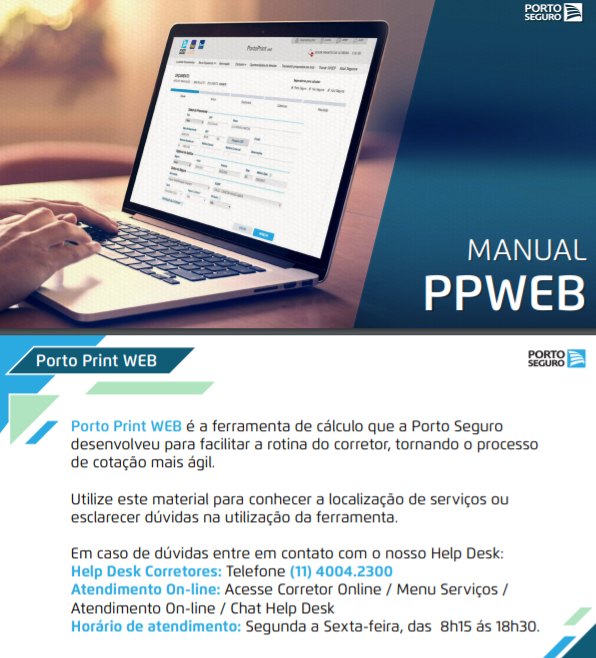 PORTO
SEGURO
PortoPrint
MANUAL
PPWEB
Porto Print WEB
PORTO
SEGURO
Porto Print WEB é a ferramenta de cálculo que a Porto Seguro
desenvolveu para facilitar a rotina do corretor, tornando o processo
de cotação mais ágil.
Utilize este material para conhecer a localização de serviços ou
esclarecer dúvidas na utilização da ferramenta.
Em caso de dúvidas entre em contato com o nosso Help Desk:
Help Desk Corretores: Telefone (11) 4004.2300
Atendimento On-line: Acesse Corretor Online / Menu Serviços /
Atendimento On-line / Chat Help Desk
Horário de atendimento: Segunda a Sexta-feira, das 8h15 ás 18h30.